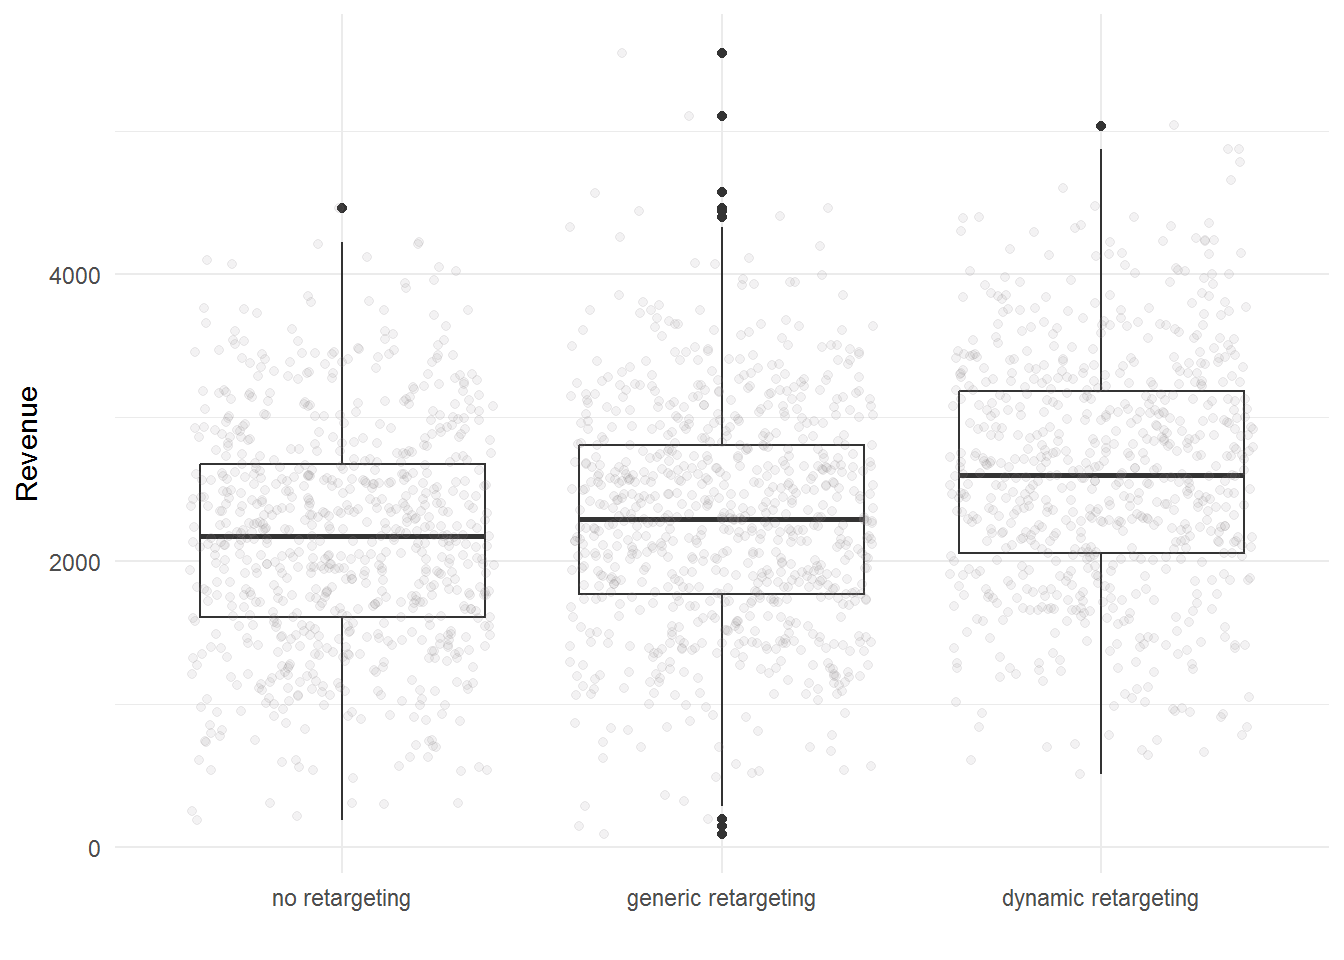 Revenue
4000
2000
0
no retargeting
generic retargeting
dynamic retargeting